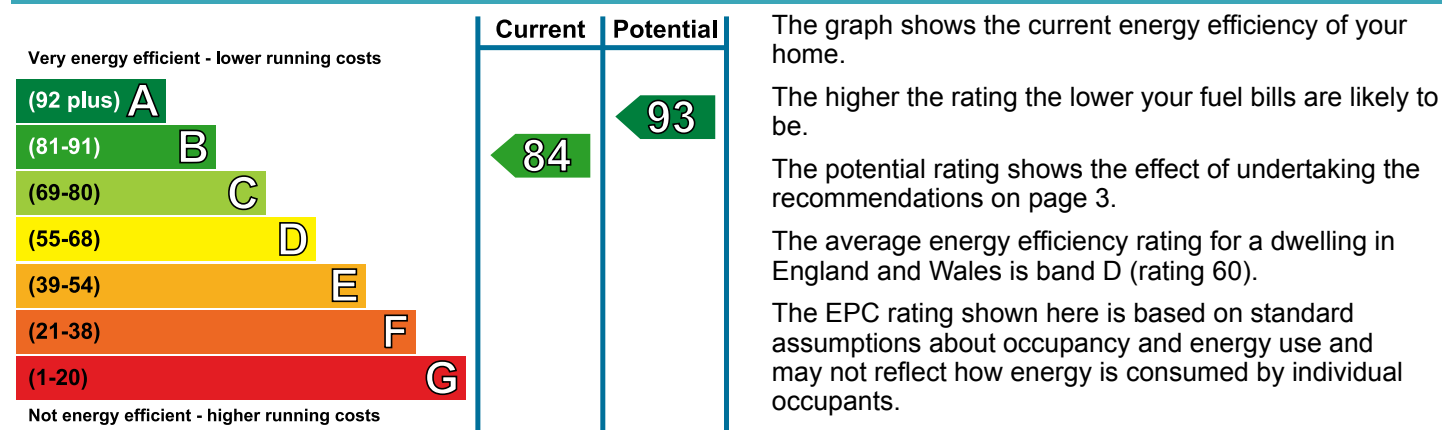 Current Potential
Very energy efficient - lower running costs
(92 plus) A
(81-91) B
(69-80) C
(55-68) D
(39-54) E
(21-38) F
(1-20) G
Not energy efficient - higher running costs
84
93
The graph shows the current energy efficiency of your
home.
The higher the rating the lower your fuel bills are likely to
be.
The potential rating shows the effect of undertaking the
recommendations on page 3.
The average energy efficiency rating for a dwelling in
England and Wales is band D (rating 60).
The EPC rating shown here is based on standard
assumptions about occupancy and energy use and
may not reflect how energy is consumed by individual
occupants.